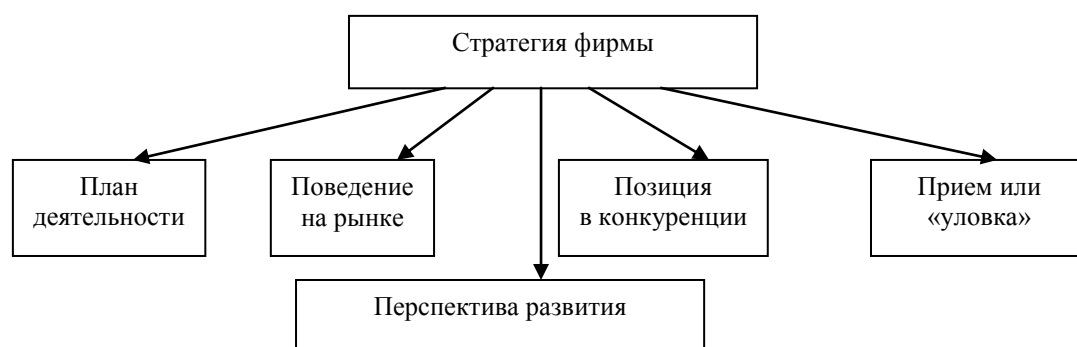 Стратегия фирмы
План
деятельности
Поведение
на рынке
Позиция
в конкуренции
Прием или
«уловка»
Перспектива развития